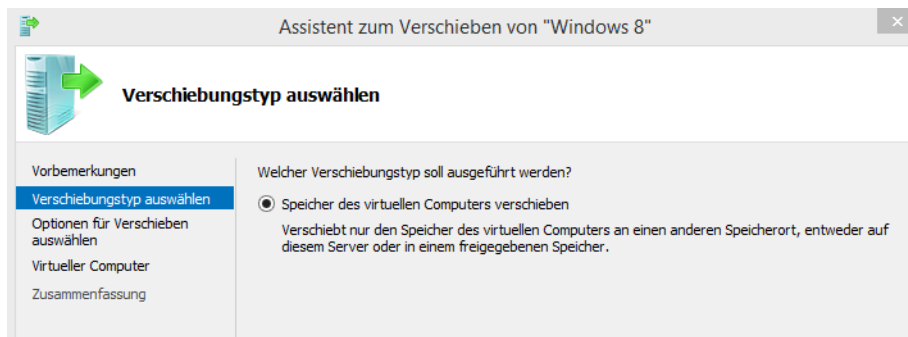 Assistent zum Verschieben von "Windows 8"
Verschiebungstyp auswählen
Vorbemerkungen
Verschiebungstyp auswählen
Optionen für Verschieben
auswählen
Virtueller Computer
Zusammenfassung
Welcher Verschiebungstyp soll ausgeführt werden?
Speicher des virtuellen Computers verschieben
Verschiebt nur den Speicher des virtuellen Computers an einen anderen Speicherort, entweder auf
diesem Server oder in einem freigegebenen Speicher.